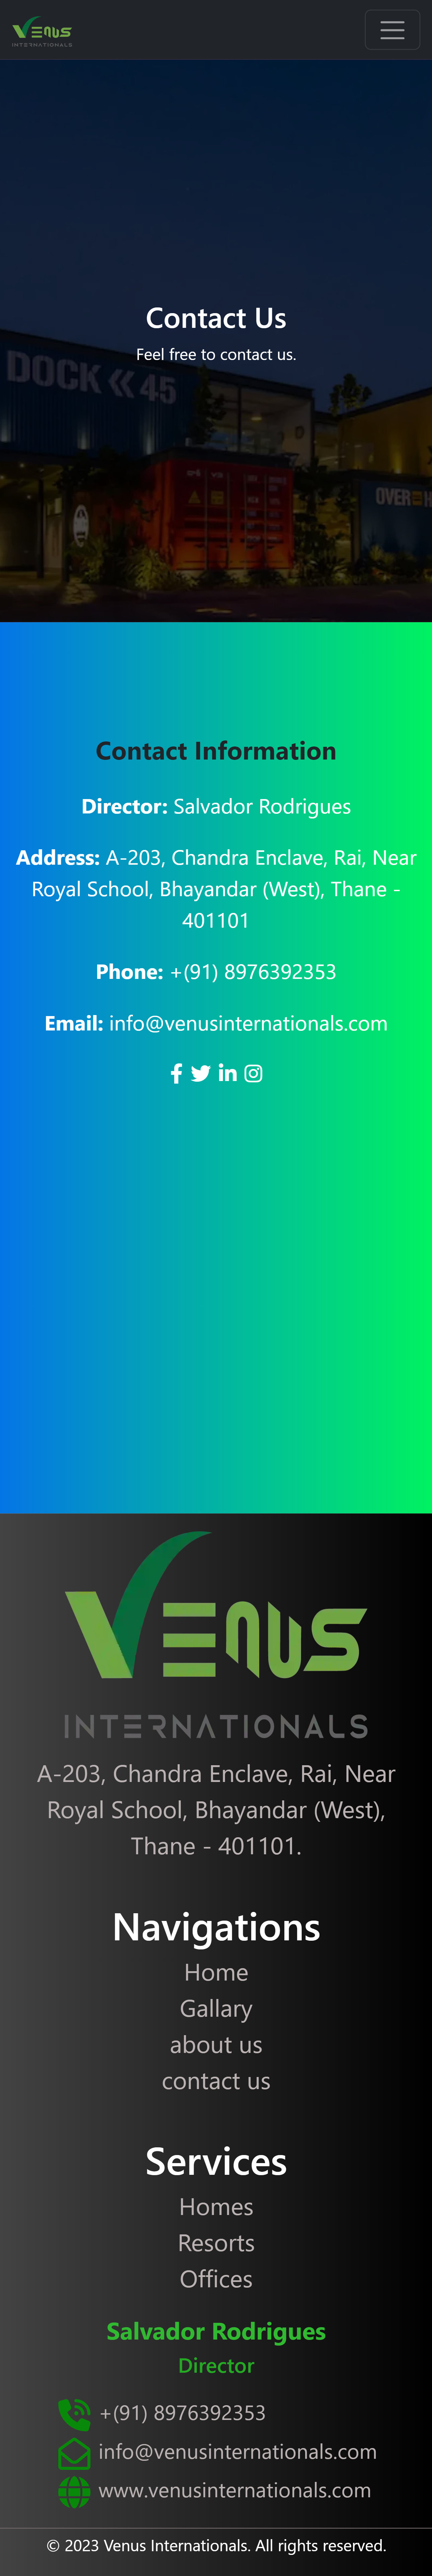 VENUS
INTERNATIONALS
Contact Us
Feel free to contact us.
DOCK 45
OVER
Contact Information
Director: Salvador Rodrigues
Address: A-203, Chandra Enclave, Rai, Near
Royal School, Bhayandar (West), Thane -
401101
Phone: +(91) 8976392353
Email: info@venusinternationals.com
VENUS
INTERNATIONALS
A-203, Chandra Enclave, Rai, Near
Royal School, Bhayandar (West),
Thane - 401101.
Navigations
Home
Gallary
about us
contact us
Services
Homes
Resorts
Offices
Salvador Rodrigues
Director
+(91) 8976392353
info@venusinternationals.com
www.venusinternationals.com
© 2023 Venus Internationals. All rights reserved.